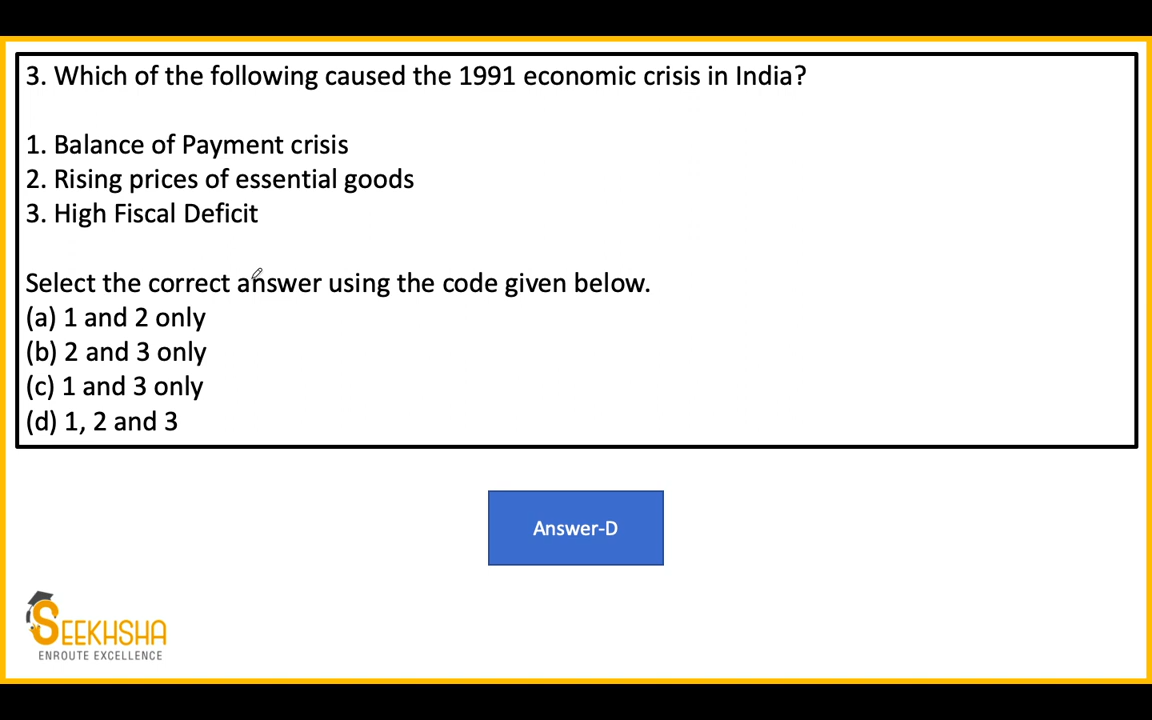 3. Which of the following caused the 1991 economic crisis in India?
1. Balance of Payment crisis
2. Rising prices of essential goods
3. High Fiscal Deficit
Select the correct answer using the code given below.
(a) 1 and 2 only
(b) 2 and 3 only
(c) 1 and 3 only
(d) 1, 2 and 3
Answer-D
SEEKHSHA
ENROUTE EXCELLENCE